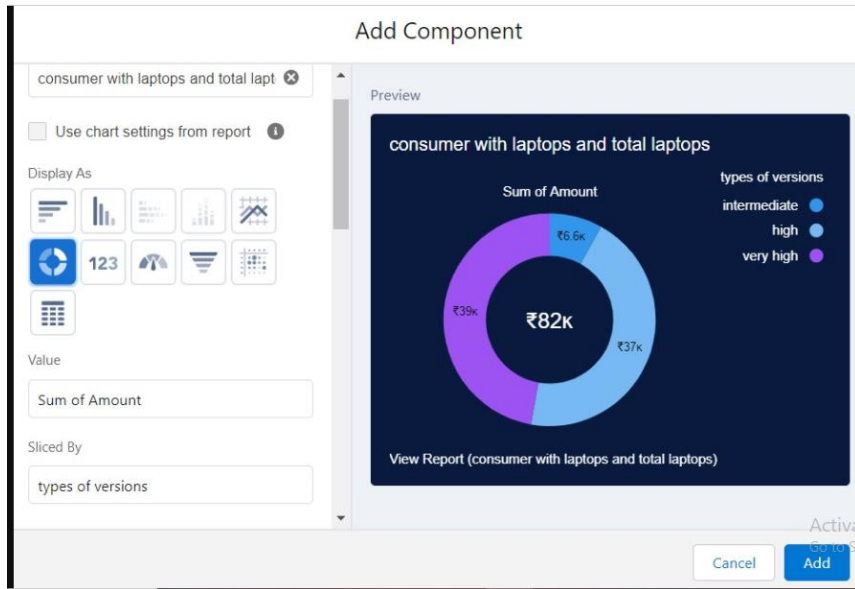 Add Component
consumer with laptops and total lapt
Use chart settings from report
Display As
123
Value
Sum of Amount
Sliced By
types of versions
Preview
consumer with laptops and total laptops
Sum of Amount
types of versions
intermediate
high
very high
₹6.6K
₹39K
₹82K
₹37K
View Report (consumer with laptops and total laptops)
Activa
Go to S
Cancel
Add